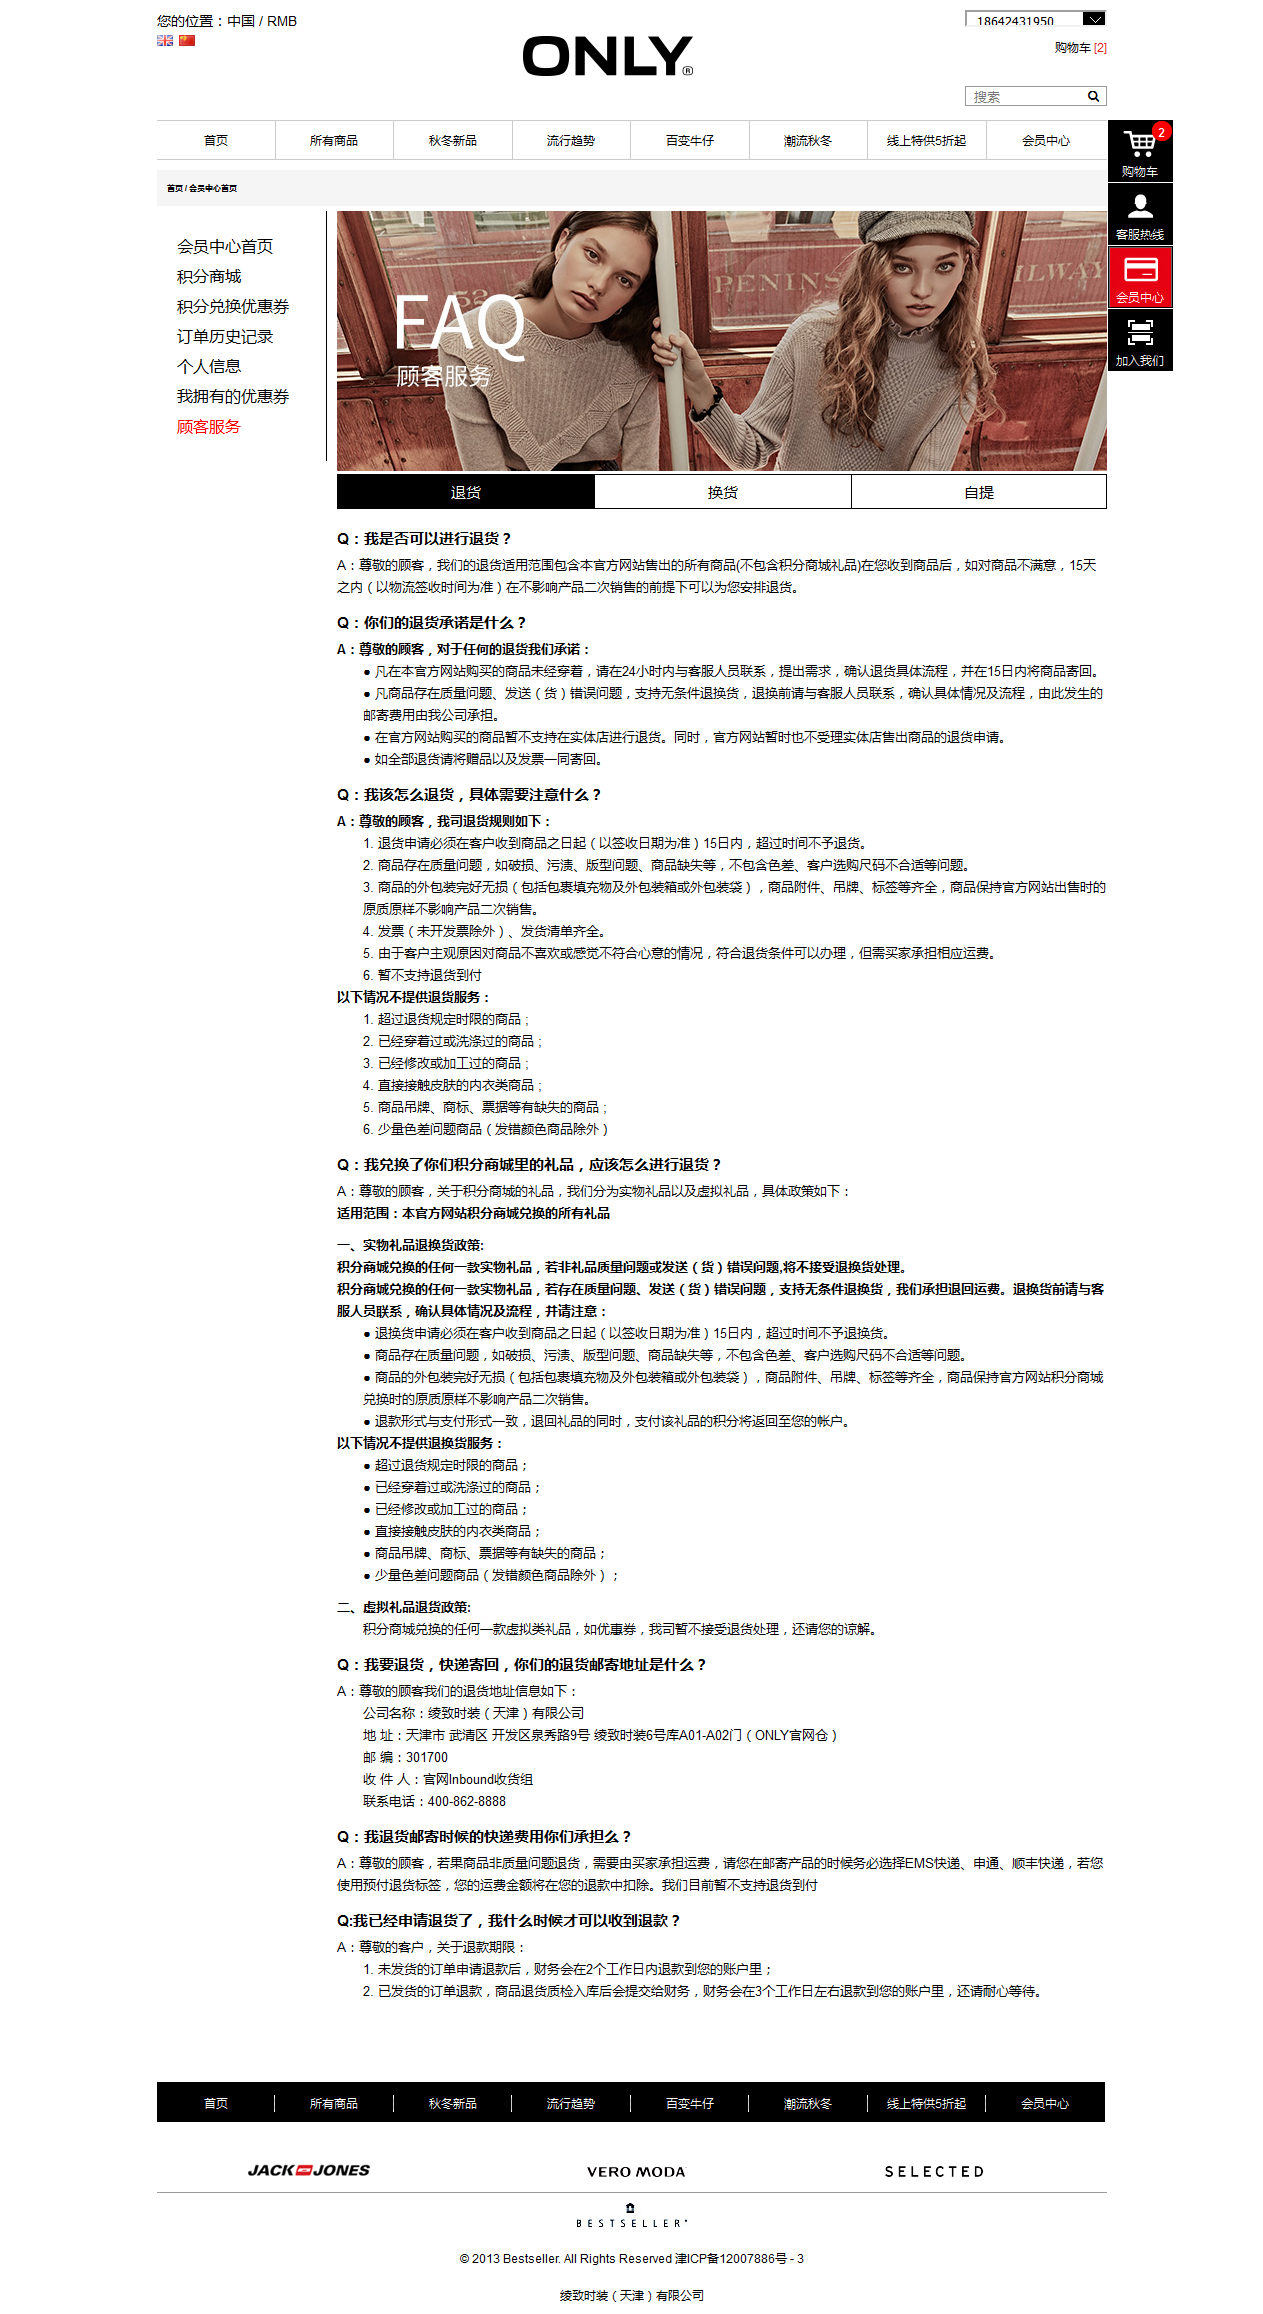 您的位置：中国 / RMB
18642431950
购物车 [2]
ONLY®
搜索
首页 所有商品 秋冬新品 流行趋势 百变牛仔 潮流秋冬 线上特供5折起 会员中心
2
购物车
客服热线
会员中心
加入我们
首页 / 会员中心首页
会员中心首页
积分商城
积分兑换优惠券
订单历史记录
个人信息
我拥有的优惠券
顾客服务
PENINS
ILWAY
FAQ
顾客服务
退货 换货 自提
Q：我是否可以进行退货？
A：尊敬的顾客，我们的退货适用范围包含本官方网站售出的所有商品(不包含积分商城礼品)在您收到商品后，如对商品不满意，15天
之内（以物流签收时间为准）在不影响产品二次销售的前提下可以为您安排退货。
Q：你们的退货承诺是什么？
A：尊敬的顾客，对于任何的退货我们承诺：
● 凡在本官方网站购买的商品未经穿着，请在24小时内与客服人员联系，提出需求，确认退货具体流程，并在15日内将商品寄回。
● 凡商品存在质量问题、发送（货）错误问题，支持无条件退换货，退换前请与客服人员联系，确认具体情况及流程，由此发生的
邮寄费用由我公司承担。
● 在官方网站购买的商品暂不支持在实体店进行退货。同时，官方网站暂时也不受理实体店售出商品的退货申请。
● 如全部退货请将赠品以及发票一同寄回。
Q：我该怎么退货，具体需要注意什么？
A：尊敬的顾客，我司退货规则如下：
1. 退货申请必须在客户收到商品之日起（以签收日期为准）15日内，超过时间不予退货。
2. 商品存在质量问题，如破损、污渍、版型问题、商品缺失等，不包含色差、客户选购尺码不合适等问题。
3. 商品的外包装完好无损（包括包裹填充物及外包装箱或外包装袋），商品附件、吊牌、标签等齐全，商品保持官方网站出售时的
原质原样不影响产品二次销售。
4. 发票（未开发票除外）、发货清单齐全。
5. 由于客户主观原因对商品不喜欢或感觉不符合心意的情况，符合退货条件可以办理，但需买家承担相应运费。
6. 暂不支持退货到付
以下情况不提供退货服务：
1. 超过退货规定时限的商品；
2. 已经穿着过或洗涤过的商品；
3. 已经修改或加工过的商品；
4. 直接接触皮肤的内衣类商品；
5. 商品吊牌、商标、票据等有缺失的商品；
6. 少量色差问题商品（发错颜色商品除外）
Q：我兑换了你们积分商城里的礼品，应该怎么进行退货？
A：尊敬的顾客，关于积分商城的礼品，我们分为实物礼品以及虚拟礼品，具体政策如下：
适用范围：本官方网站积分商城兑换的所有礼品
一、实物礼品退换货政策:
积分商城兑换的任何一款实物礼品，若非礼品质量问题或发送（货）错误问题,将不接受退换货处理。
积分商城兑换的任何一款实物礼品，若存在质量问题、发送（货）错误问题，支持无条件退换货，我们承担退回运费。退换货前请与客
服人员联系，确认具体情况及流程，并请注意：
● 退换货申请必须在客户收到商品之日起（以签收日期为准）15日内，超过时间不予退换货。
● 商品存在质量问题，如破损、污渍、版型问题、商品缺失等，不包含色差、客户选购尺码不合适等问题。
● 商品的外包装完好无损（包括包裹填充物及外包装箱或外包装袋），商品附件、吊牌、标签等齐全，商品保持官方网站积分商城
兑换时的原质原样不影响产品二次销售。
● 退款形式与支付形式一致，退回礼品的同时，支付该礼品的积分将返回至您的帐户。
以下情况不提供退换货服务：
● 超过退货规定时限的商品；
● 已经穿着过或洗涤过的商品；
● 已经修改或加工过的商品；
● 直接接触皮肤的内衣类商品；
● 商品吊牌、商标、票据等有缺失的商品；
● 少量色差问题商品（发错颜色商品除外）；
二、虚拟礼品退货政策:
积分商城兑换的任何一款虚拟类礼品，如优惠券，我司暂不接受退货处理，还请您的谅解。
Q：我要退货，快递寄回，你们的退货邮寄地址是什么？
A：尊敬的顾客我们的退货地址信息如下：
公司名称：绫致时装（天津）有限公司
地 址：天津市 武清区 开发区泉秀路9号 绫致时装6号库A01-A02门（ONLY官网仓）
邮 编：301700
收 件 人：官网Inbound收货组
联系电话：400-862-8888
Q：我退货邮寄时候的快递费用你们承担么？
A：尊敬的顾客，若果商品非质量问题退货，需要由买家承担运费，请您在邮寄产品的时候务必选择EMS快递、申通、顺丰快递，若您
使用预付退货标签，您的运费金额将在您的退款中扣除。我们目前暂不支持退货到付
Q:我已经申请退货了，我什么时候才可以收到退款？
A：尊敬的客户，关于退款期限：
1. 未发货的订单申请退款后，财务会在2个工作日内退款到您的账户里；
2. 已发货的订单退款，商品退货质检入库后会提交给财务，财务会在3个工作日左右退款到您的账户里，还请耐心等待。
首页 所有商品 秋冬新品 流行趋势 百变牛仔 潮流秋冬 线上特供5折起 会员中心
JACK JONES VERO MODA SELECTED
BESTSELLER
© 2013 Bestseller. All Rights Reserved 津ICP备12007886号 - 3
绫致时装（天津）有限公司